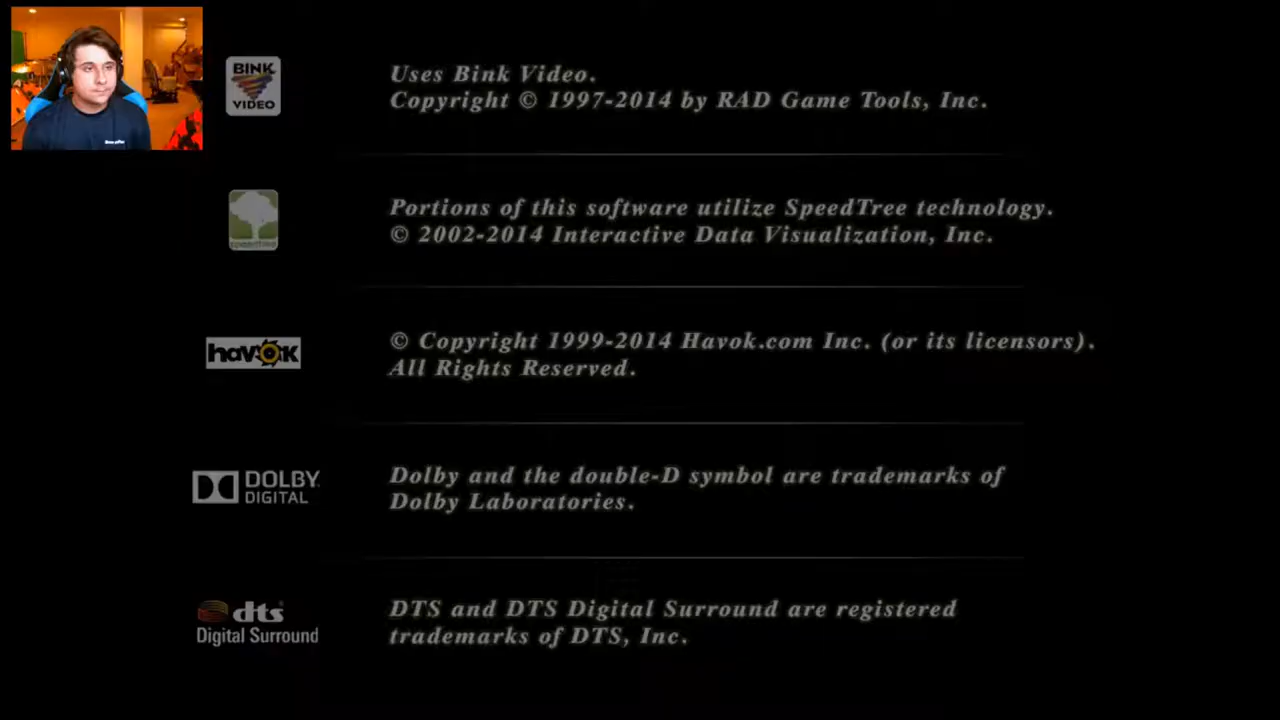 BINK
VIDEO
Uses Bink Video.
Copyright © 1997-2014 by RAD Game Tools, Inc.
speedtree
Portions of this software utilize SpeedTree technology.
© 2002-2014 Interactive Data Visualization, Inc.
havok
© Copyright 1999-2014 Havok.com Inc. (or its licensors).
All Rights Reserved.
DOLBY
DIGITAL
Dolby and the double-D symbol are trademarks of
Dolby Laboratories.
dts
Digital Surround
DTS and DTS Digital Surround are registered
trademarks of DTS, Inc.